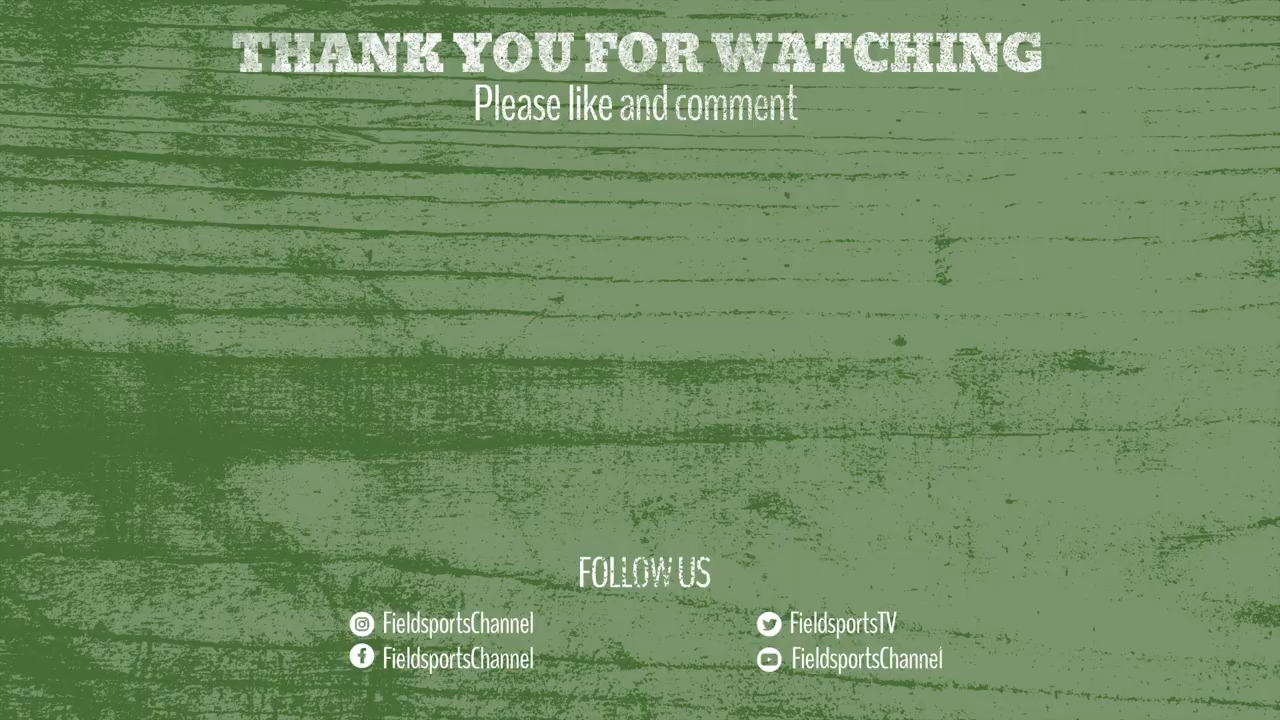 THANK YOU FOR WATCHING
Please like and comment
FOLLOW US
FieldsportsChannel
FieldsportsTV
FieldsportsChannel
FieldsportsChannel